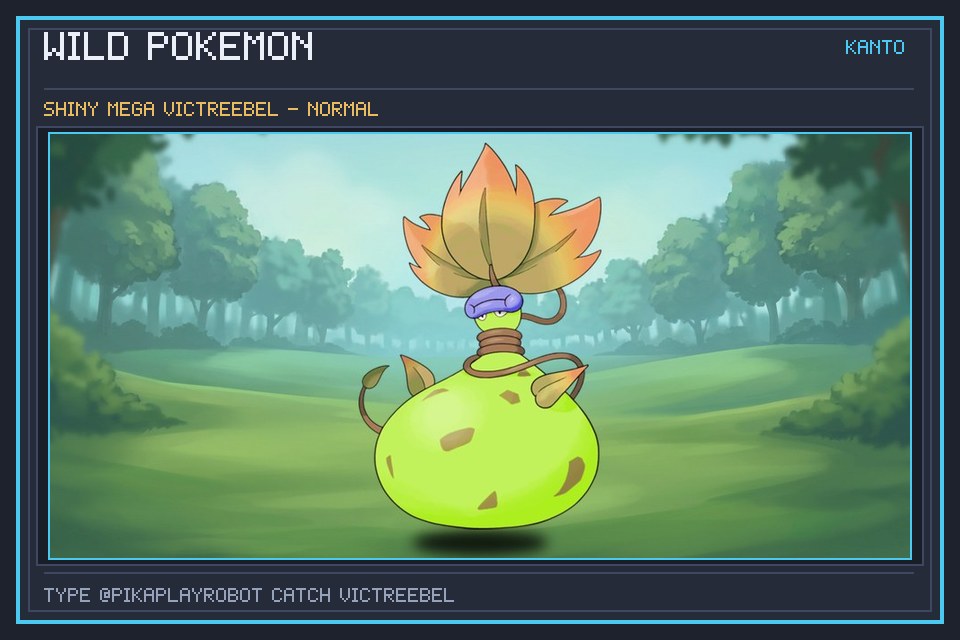 WILD POKEMON
KANTO
SHINY MEGA VICTREEBEL - NORMAL
TYPE @PIKAPLAYROBOT CATCH VICTREEBEL